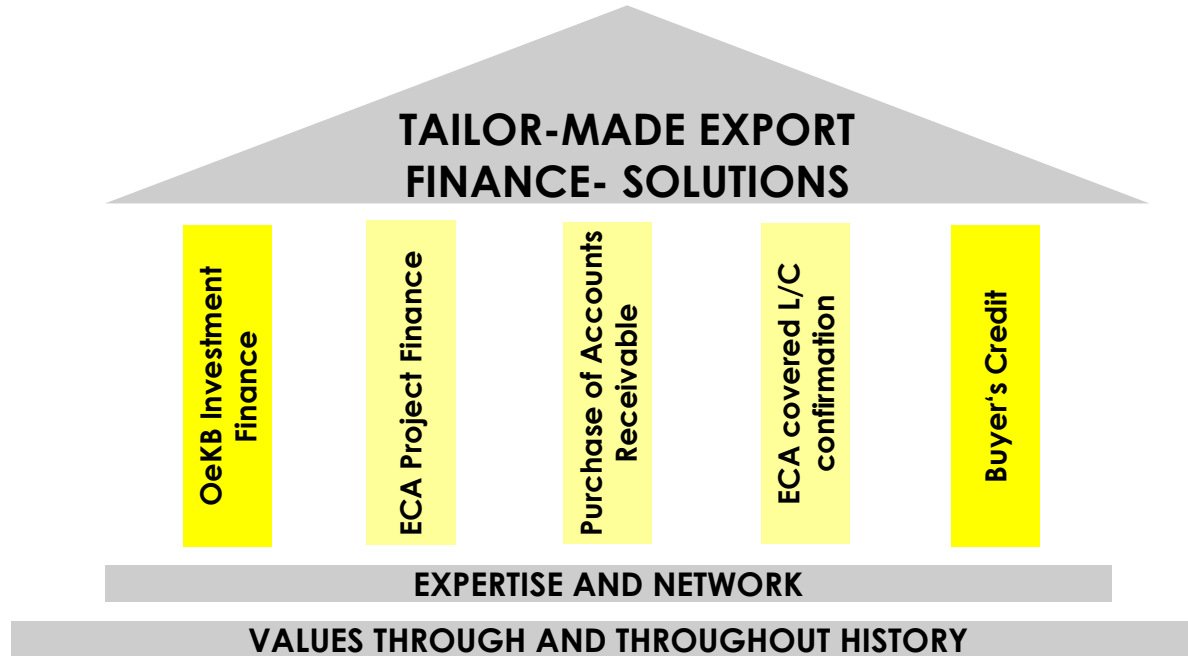 TAILOR-MADE EXPORT
FINANCE- SOLUTIONS
OeKB Investment
Finance
ECA Project Finance
Purchase of Accounts
Receivable
ECA covered L/C
confirmation
Buyer‘s Credit
EXPERTISE AND NETWORK
VALUES THROUGH AND THROUGHOUT HISTORY